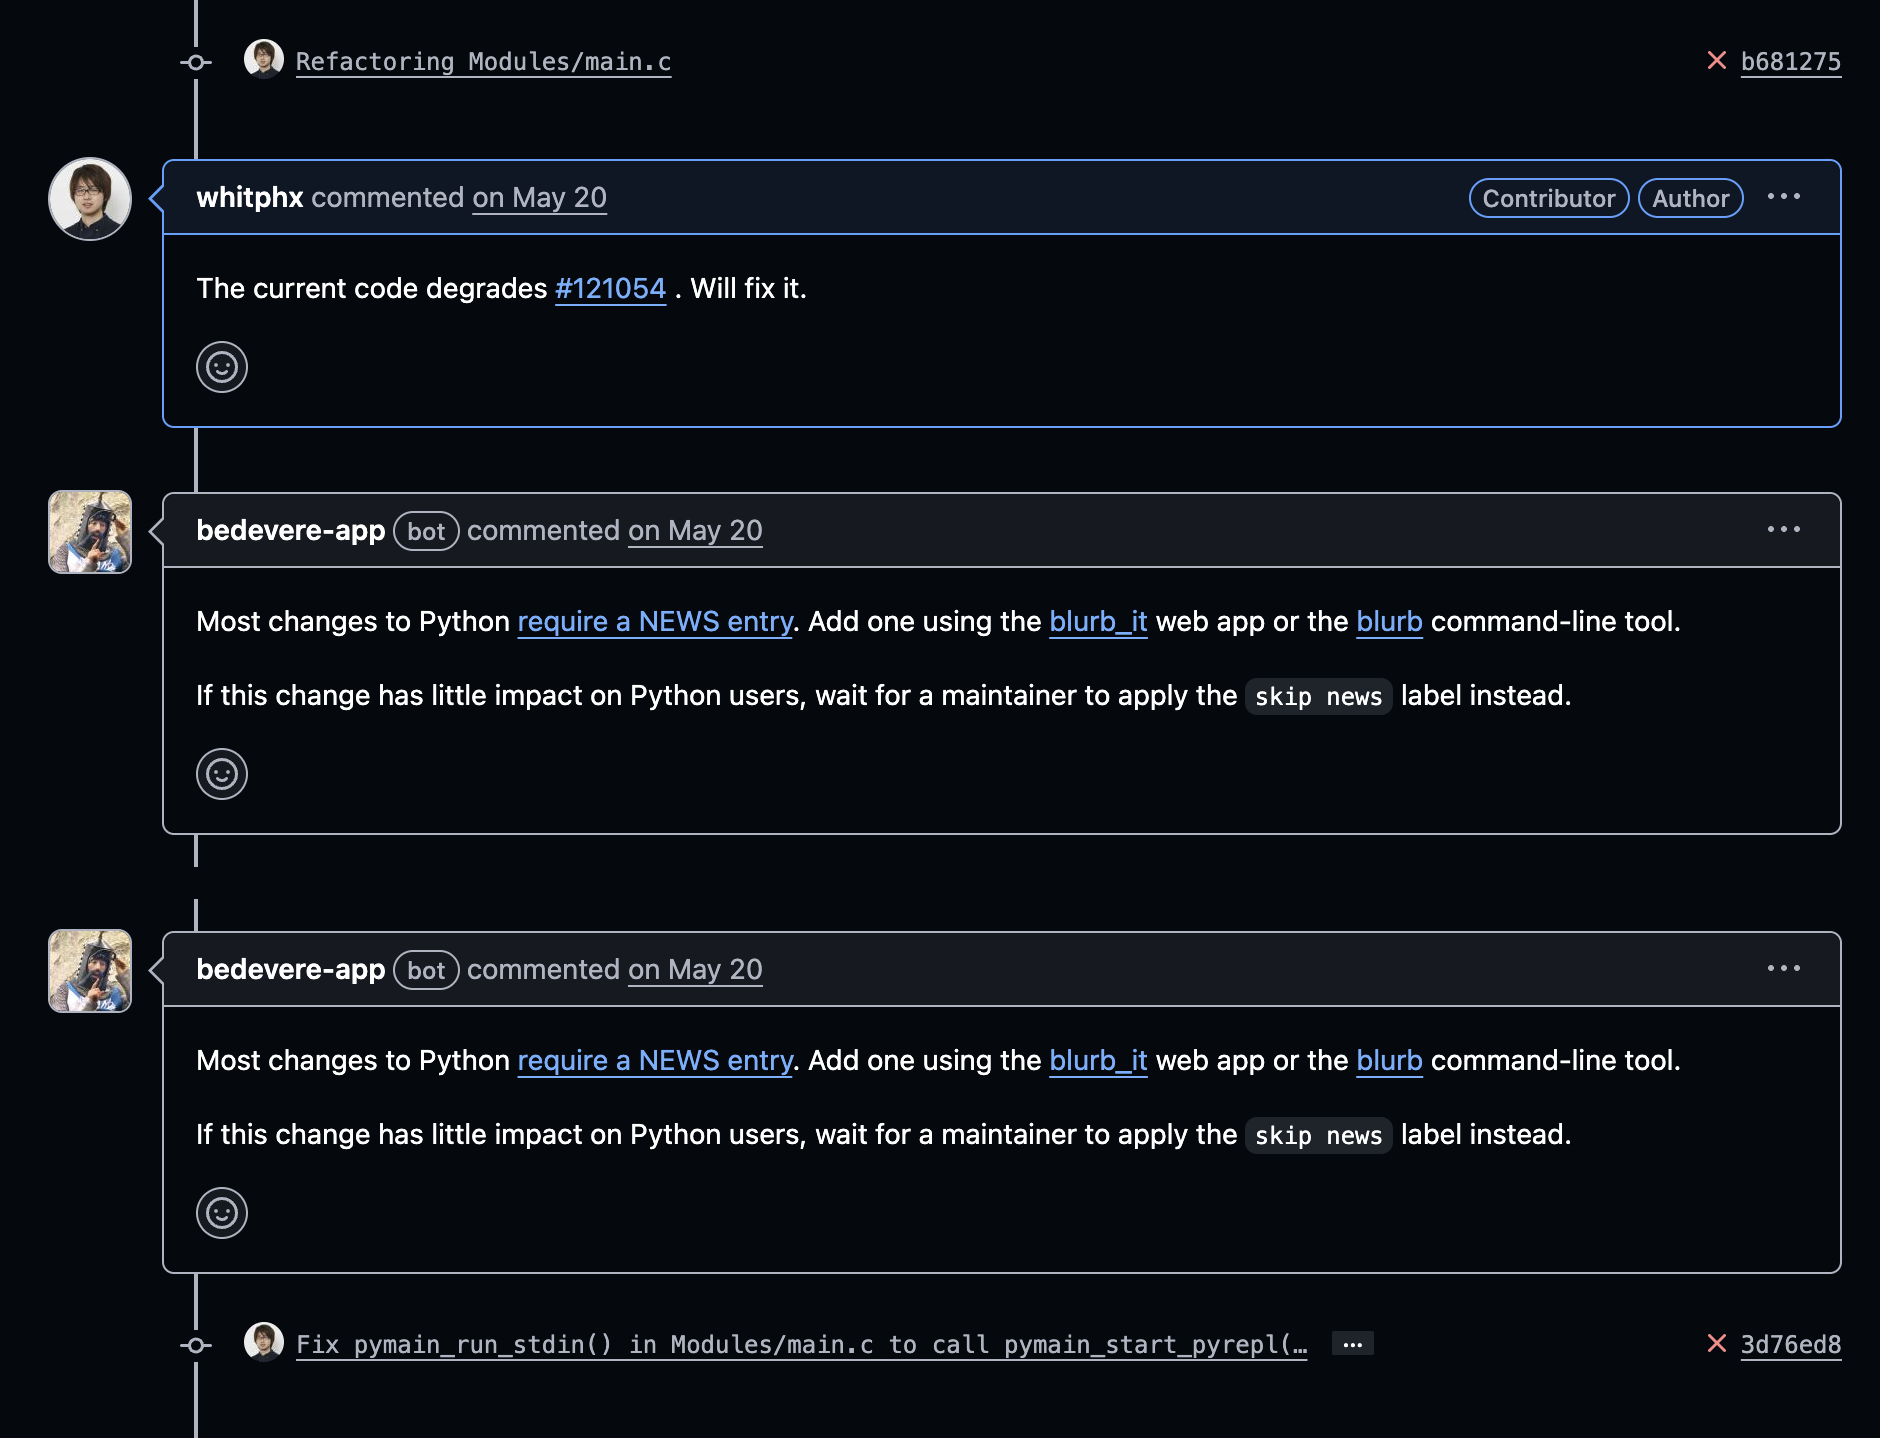 Refactoring Modules/main.c b681275
whitphx commented on May 20 Contributor Author
The current code degrades #121054 . Will fix it.
bedevere-app bot commented on May 20
Most changes to Python require a NEWS entry. Add one using the blurb_it web app or the blurb command-line tool.
If this change has little impact on Python users, wait for a maintainer to apply the skip news label instead.
bedevere-app bot commented on May 20
Most changes to Python require a NEWS entry. Add one using the blurb_it web app or the blurb command-line tool.
If this change has little impact on Python users, wait for a maintainer to apply the skip news label instead.
Fix pymain_run_stdin() in Modules/main.c to call pymain_start_pyrepl(… 3d76ed8